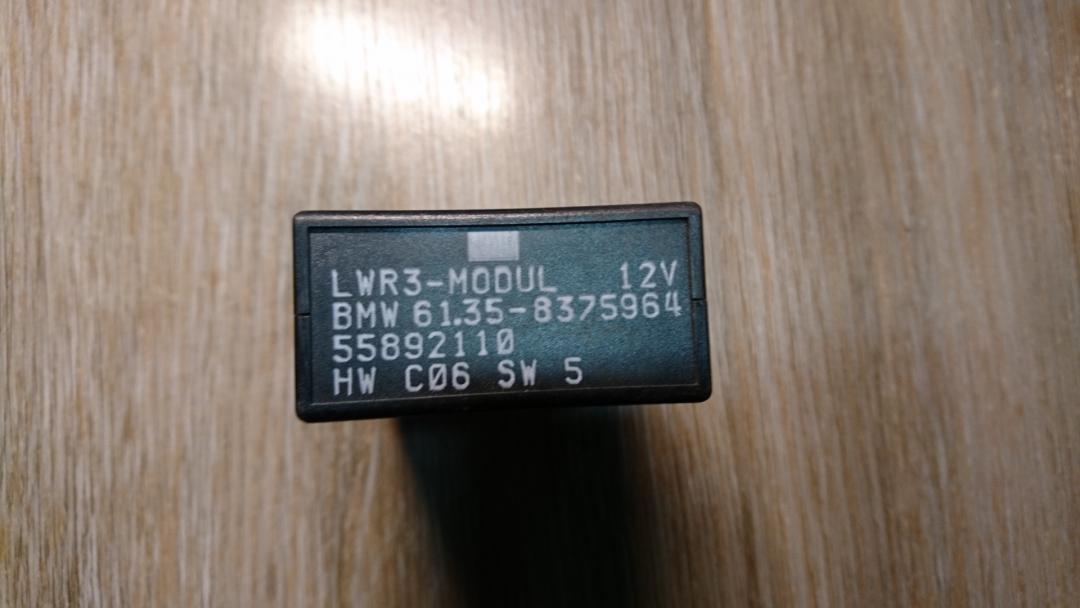 LWR3-MODUL 12V
BMW 61.35-8375964
55892110
HW C06 SW 5